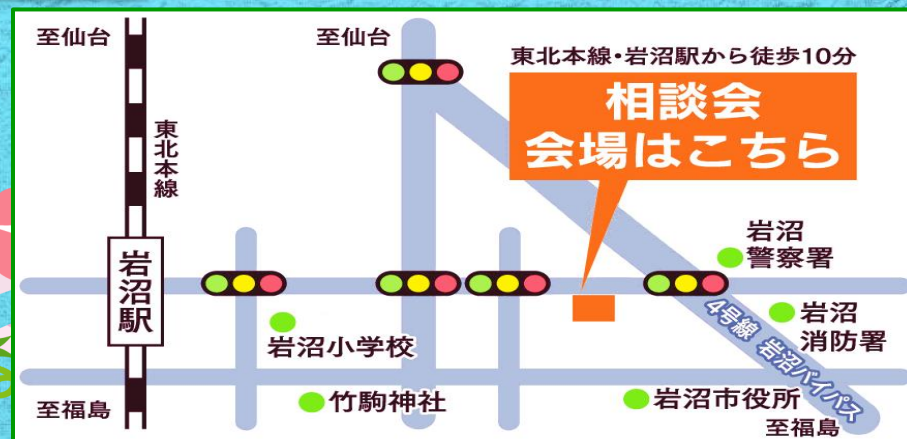 至仙台
至仙台
東北本線・岩沼駅から徒歩10分
相談会
会場はこちら
東北本線
岩沼駅
岩沼
警察署
岩沼小学校
4号線 岩沼バイパス
岩沼
消防署
竹駒神社
岩沼市役所
至福島
至福島